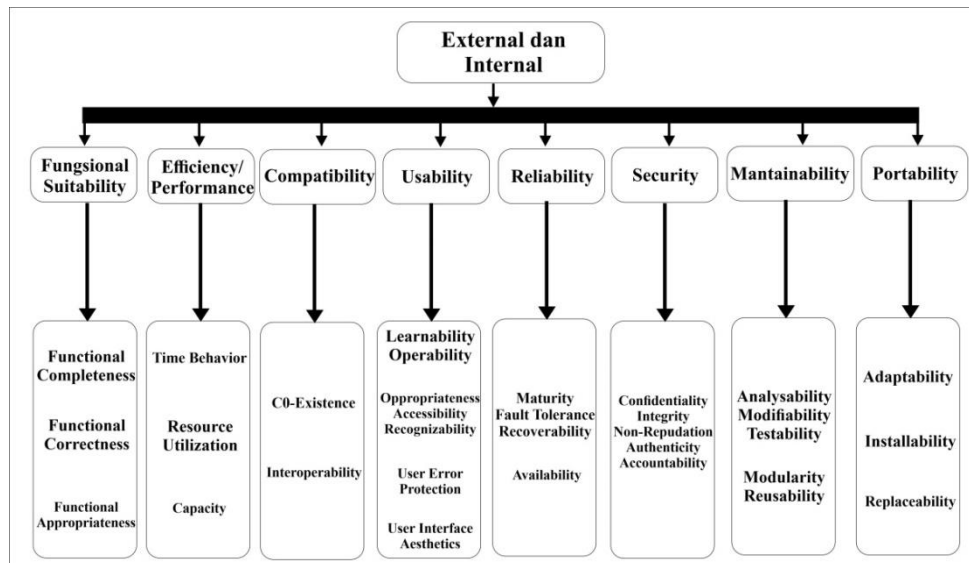 External dan
Internal
Fungsional
Suitability
Efficiency/
Performance
Compatibility
Usability
Reliability
Security
Mantainability
Portability
Functional
Completeness
Functional
Correctness
Functional
Appropriateness
Time Behavior
Resource
Utilization
Capacity
C0-Existence
Interoperability
Learnability
Operability
Oppropriateness
Accessibility
Recognizability
User Error
Protection
User Interface
Aesthetics
Maturity
Fault Tolerance
Recoverability
Availability
Confidentiality
Integrity
Non-Repudation
Authenticity
Accountability
Analysability
Modifiability
Testability
Modularity
Reusability
Adaptability
Installability
Replaceability